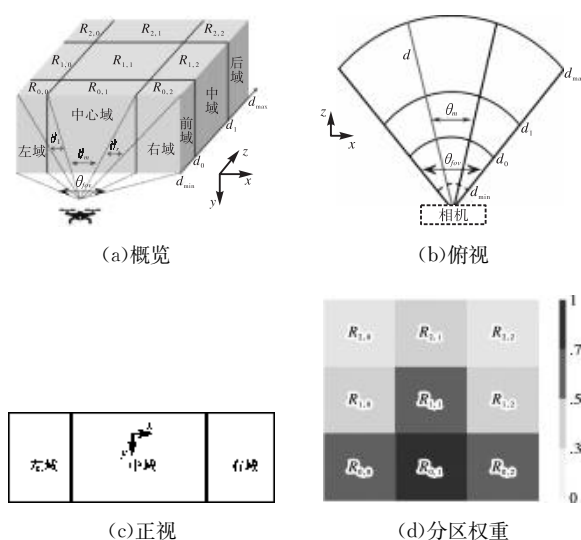 R2,0 R2,1 R2,2
R1,0 R1,1 R1,2
R0,0 R0,1 R0,2
后域
中域
前域
中心域
左域
右域
θl θm θr
θfov
dmax
d1
d0
dmin
z
x
y
(a)概览
d
θm
θfov
d1
d0
dmin
dmax
z
x
相机
(b)俯视
左域 中域 右域
x
y
(c)正视
R2,0 R2,1 R2,2
R1,0 R1,1 R1,2
R0,0 R0,1 R0,2
1
.7
.5
.3
0
(d)分区权重